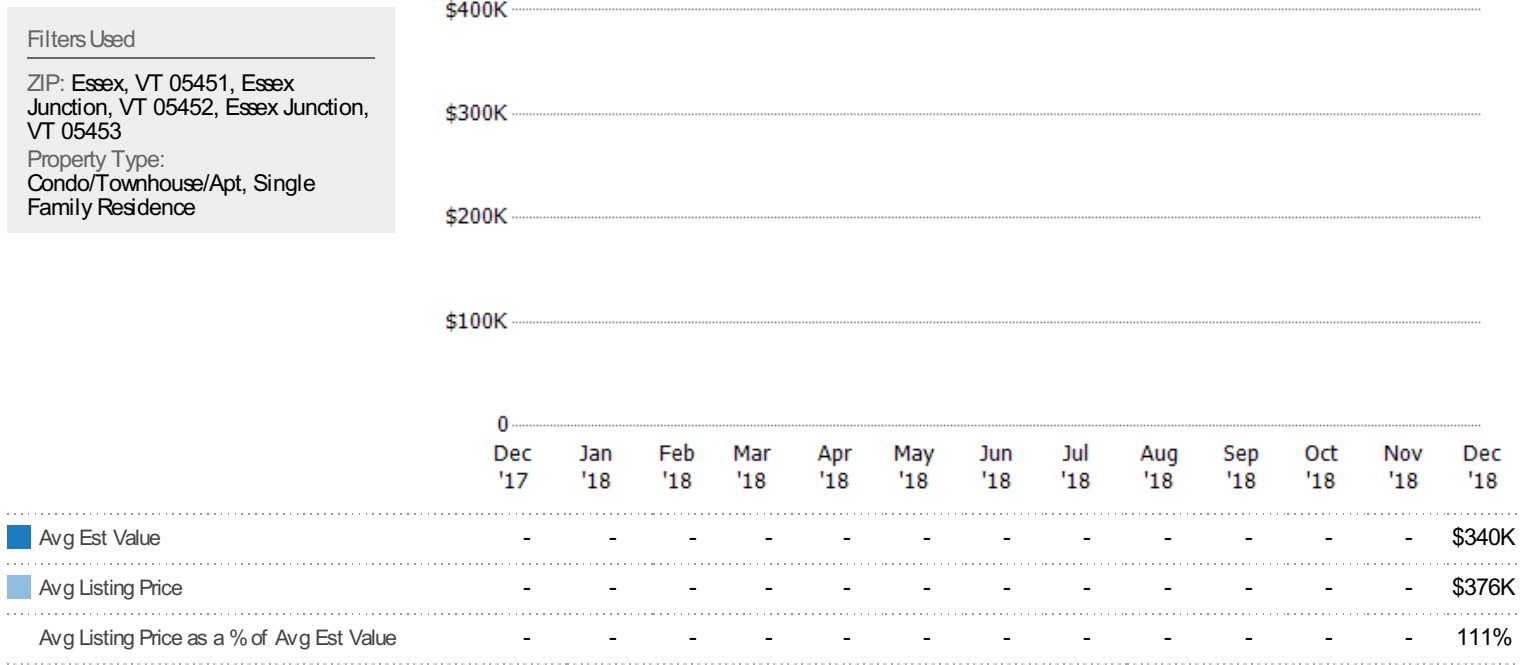 Filters Used
ZIP: Essex, VT 05451, Essex
Junction, VT 05452, Essex Junction,
VT 05453
Property Type:
Condo/Townhouse/Apt, Single
Family Residence
$400K
$300K
$200K
$100K
0
Dec Jan Feb Mar Apr May Jun Jul Aug Sep Oct Nov Dec
'17 '18 '18 '18 '18 '18 '18 '18 '18 '18 '18 '18 '18
Avg Est Value - - - - - - - - - - - - $340K
Avg Listing Price - - - - - - - - - - - - $376K
Avg Listing Price as a % of Avg Est Value - - - - - - - - - - - - 111%